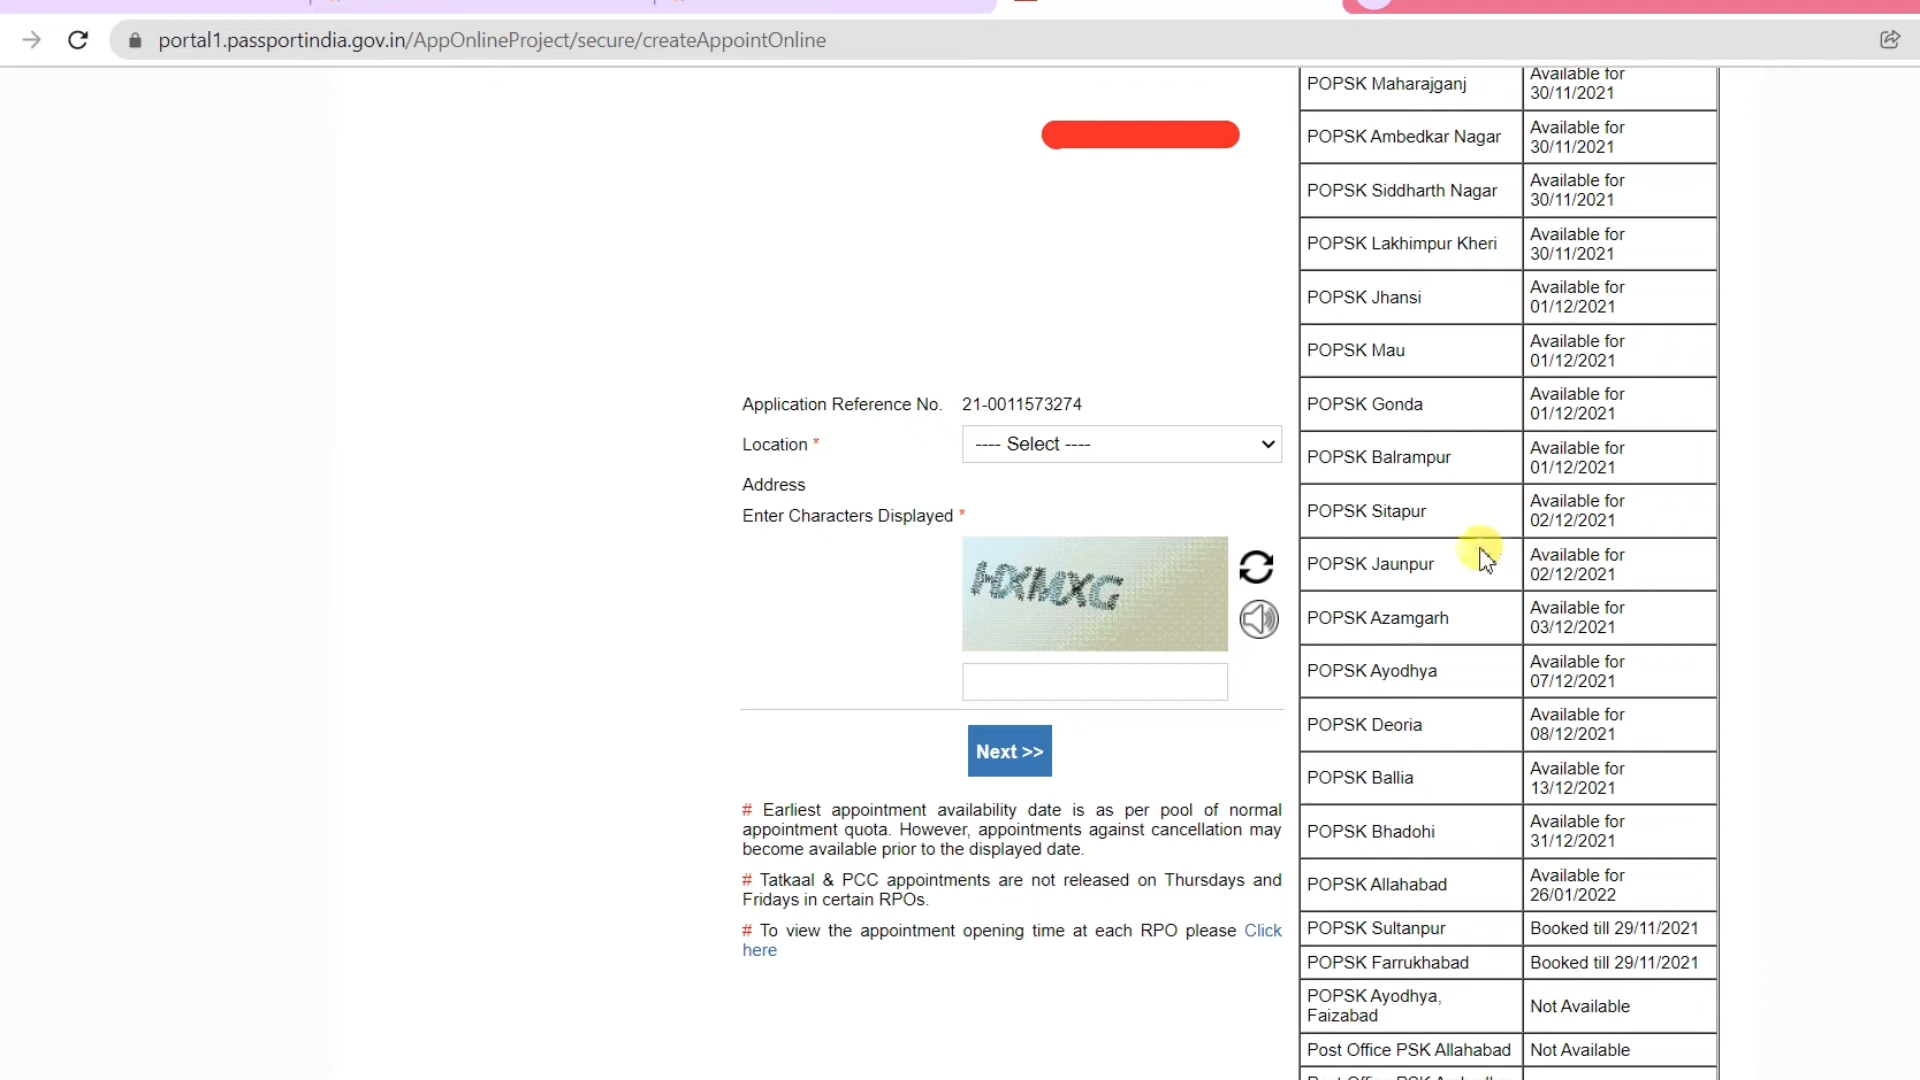 portal1.passportindia.gov.in/AppOnlineProject/secure/createAppointOnline
Application Reference No. 21-0011573274
Location * ---- Select ----
Address
Enter Characters Displayed *
HXMXG
Next >>
# Earliest appointment availability date is as per pool of normal
appointment quota. However, appointments against cancellation may
become available prior to the displayed date.
# Tatkaal & PCC appointments are not released on Thursdays and
Fridays in certain RPOs.
# To view the appointment opening time at each RPO please Click
here
POPSK Maharajganj
Available for
30/11/2021
POPSK Ambedkar Nagar
Available for
30/11/2021
POPSK Siddharth Nagar
Available for
30/11/2021
POPSK Lakhimpur Kheri
Available for
30/11/2021
POPSK Jhansi
Available for
01/12/2021
POPSK Mau
Available for
01/12/2021
POPSK Gonda
Available for
01/12/2021
POPSK Balrampur
Available for
01/12/2021
POPSK Sitapur
Available for
02/12/2021
POPSK Jaunpur
Available for
02/12/2021
POPSK Azamgarh
Available for
03/12/2021
POPSK Ayodhya
Available for
07/12/2021
POPSK Deoria
Available for
08/12/2021
POPSK Ballia
Available for
13/12/2021
POPSK Bhadohi
Available for
31/12/2021
POPSK Allahabad
Available for
26/01/2022
POPSK Sultanpur Booked till 29/11/2021
POPSK Farrukhabad Booked till 29/11/2021
POPSK Ayodhya,
Faizabad
Not Available
Post Office PSK Allahabad Not Available